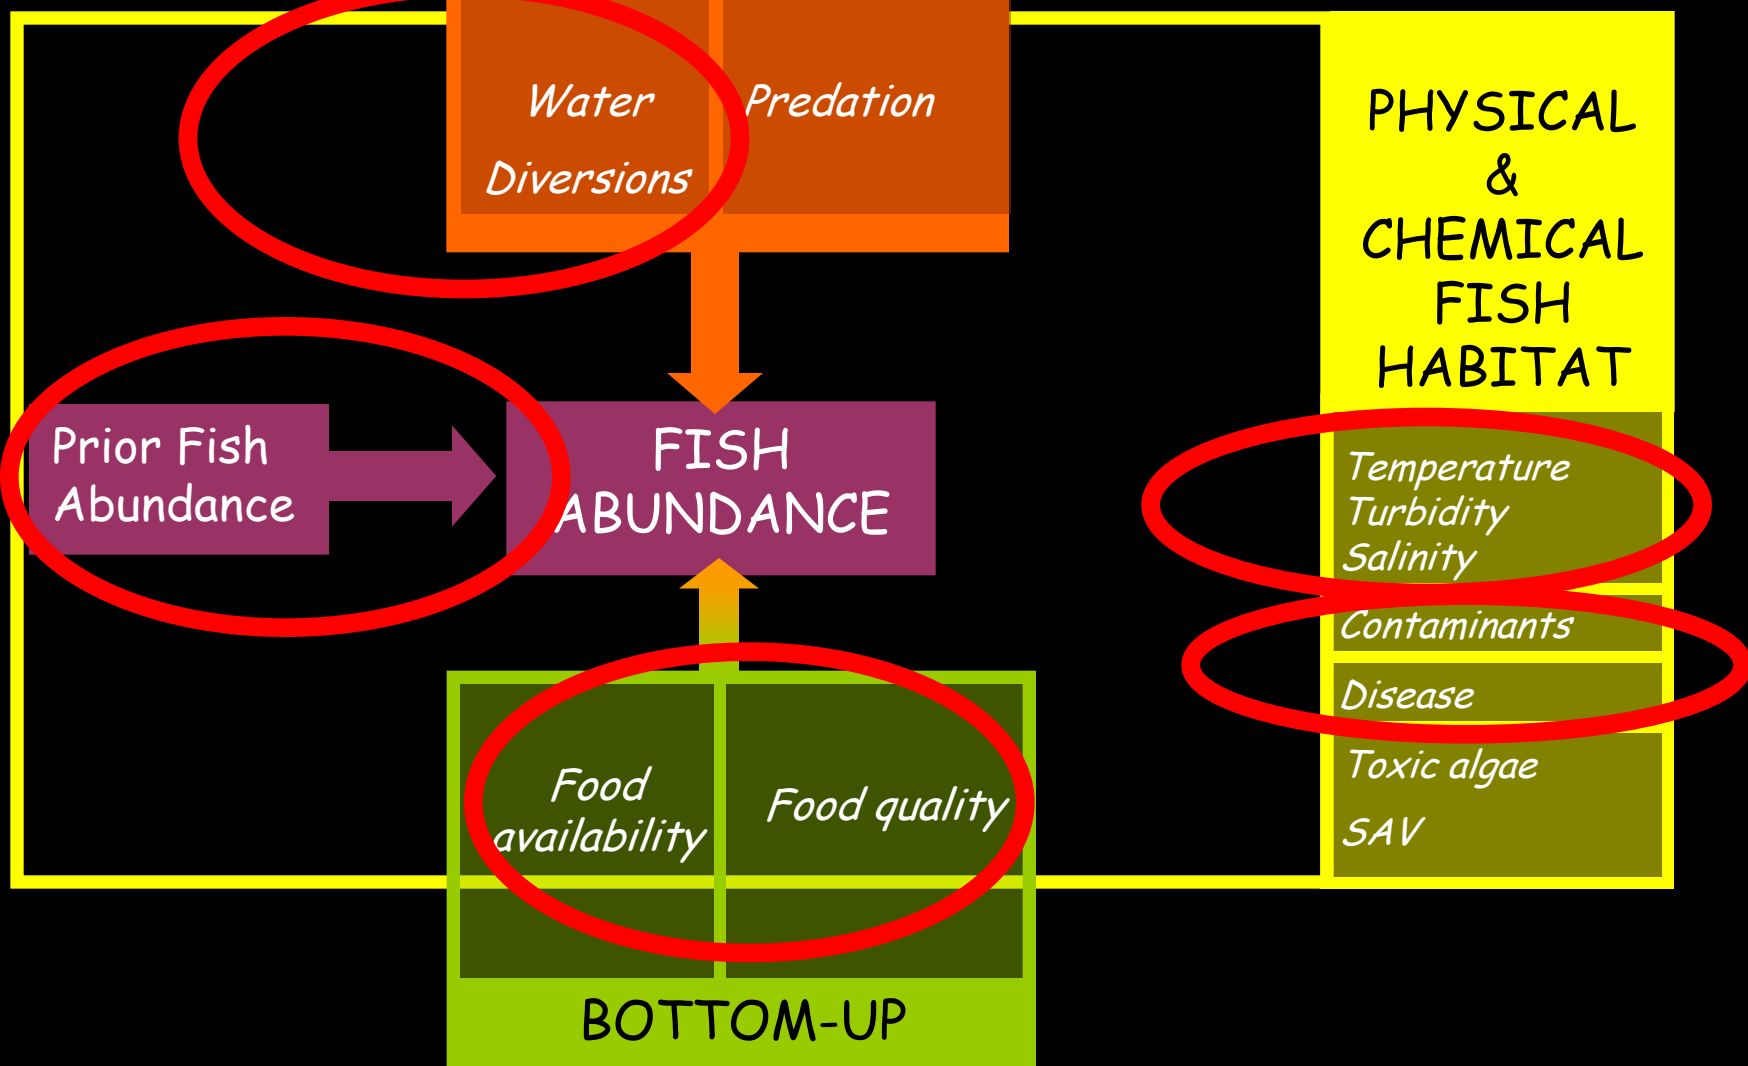 Water
Diversions
Predation
PHYSICAL
&
CHEMICAL
FISH
HABITAT
Prior Fish
Abundance
FISH
ABUNDANCE
Temperature
Turbidity
Salinity
Contaminants
Disease
Toxic algae
SAV
Food
availability
Food quality
BOTTOM-UP